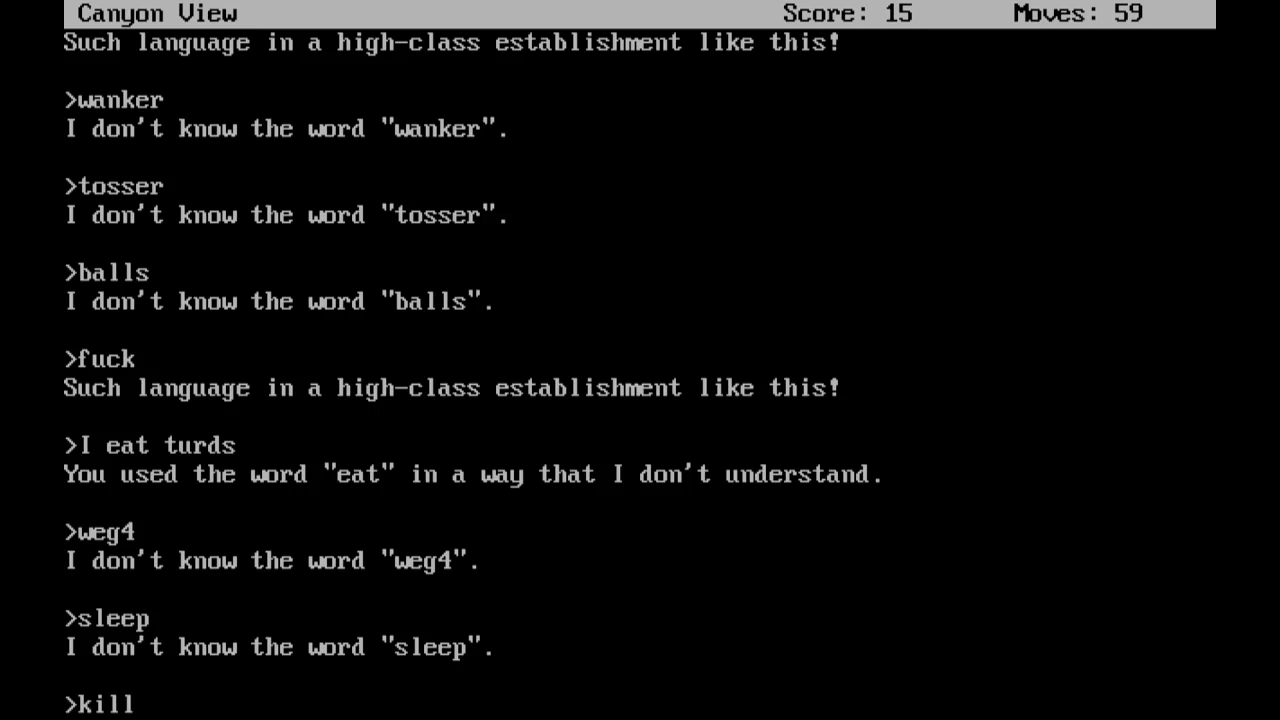 Canyon View Score: 15 Moves: 59
Such language in a high-class establishment like this!
>wanker
I don't know the word "wanker".
>tosser
I don't know the word "tosser".
>balls
I don't know the word "balls".
>fuck
Such language in a high-class establishment like this!
>I eat turds
You used the word "eat" in a way that I don't understand.
>weg4
I don't know the word "weg4".
>sleep
I don't know the word "sleep".
>kill